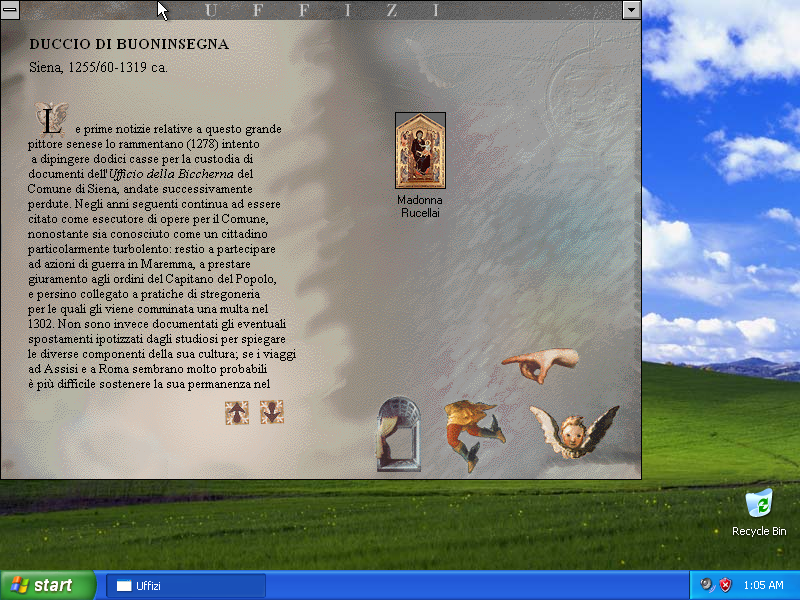 U F F I Z I
DUCCIO DI BUONINSEGNA
Siena, 1255/60-1319 ca.
Le prime notizie relative a questo grande
pittore senese lo rammentano (1278) intento
a dipingere dodici casse per la custodia di
documenti dell'Ufficio della Biccherna del
Comune di Siena, andate successivamente
perdute. Negli anni seguenti continua ad essere
citato come esecutore di opere per il Comune,
nonostante sia conosciuto come un cittadino
particolarmente turbolento: restio a partecipare
ad azioni di guerra in Maremma, a prestare
giuramento agli ordini del Capitano del Popolo,
e persino collegato a pratiche di stregoneria
per le quali gli viene comminata una multa nel
1302. Non sono invece documentati gli eventuali
spostamenti ipotizzati dagli studiosi per spiegare
le diverse componenti della sua cultura; se i viaggi
ad Assisi e a Roma sembrano molto probabili
è più difficile sostenere la sua permanenza nel
Madonna
Rucellai
Recycle Bin
start
Uffizi
1:05 AM